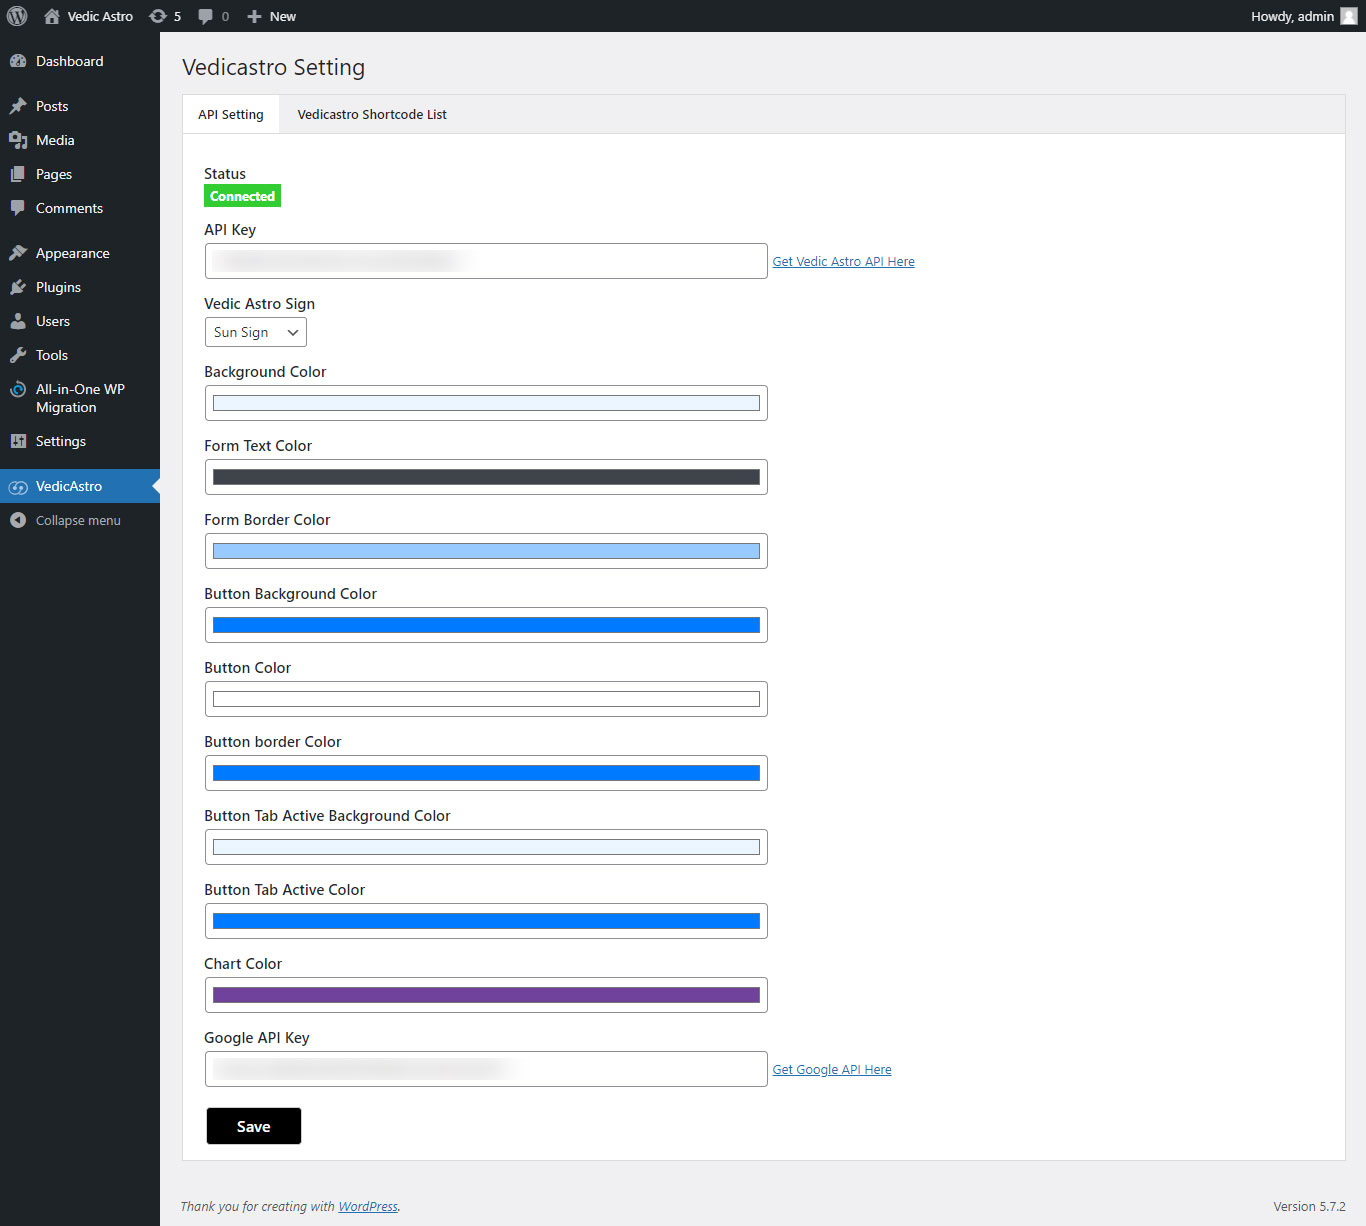 Vedic Astro 5 0 New Howdy, admin
Dashboard
Posts
Media
Pages
Comments
Appearance
Plugins
Users
Tools
All-in-One WP
Migration
Settings
VedicAstro
Collapse menu
Vedicastro Setting
API Setting Vedicastro Shortcode List
Status
Connected
API Key
Get Vedic Astro API Here
Vedic Astro Sign
Sun Sign
Background Color
Form Text Color
Form Border Color
Button Background Color
Button Color
Button border Color
Button Tab Active Background Color
Button Tab Active Color
Chart Color
Google API Key
Get Google API Here
Save
Thank you for creating with WordPress.
Version 5.7.2